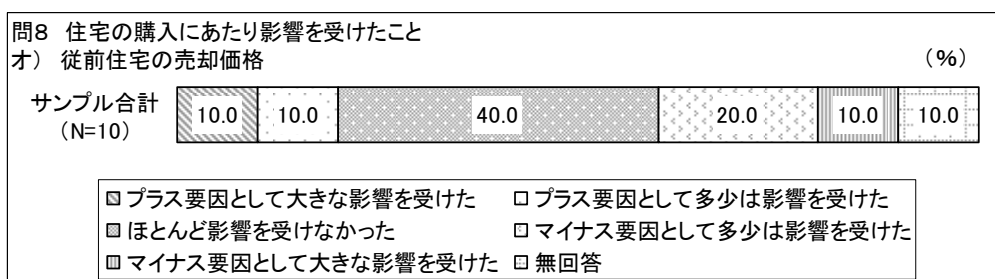 問8 住宅の購入にあたり影響を受けたこと
オ） 従前住宅の売却価格 （％）
サンプル合計
（N=10）
10.0 10.0 40.0 20.0 10.0 10.0
プラス要因として大きな影響を受けた プラス要因として多少は影響を受けた
ほとんど影響を受けなかった マイナス要因として多少は影響を受けた
マイナス要因として大きな影響を受けた 無回答